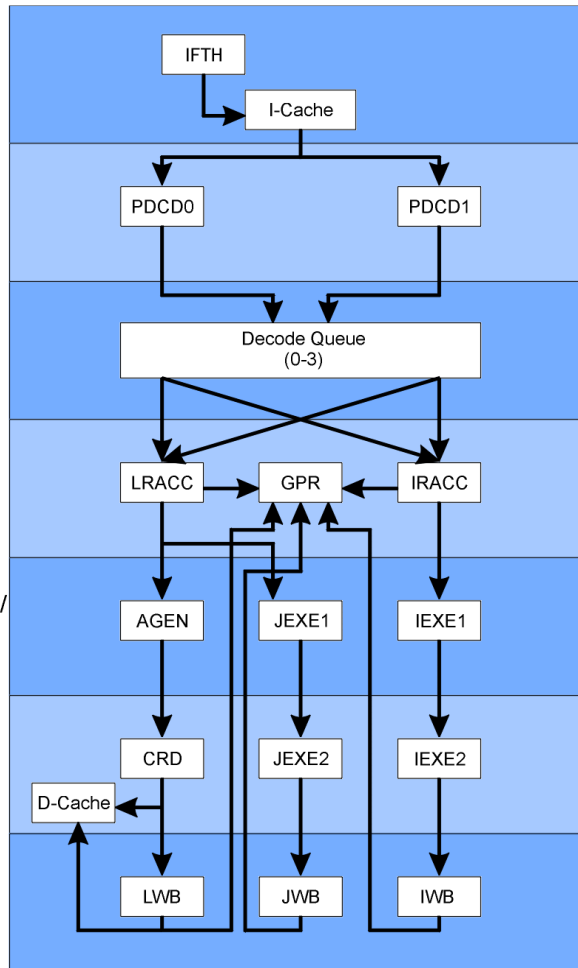 IFTH
I-Cache
PDCD0
PDCD1
Decode Queue
(0-3)
LRACC
GPR
IRACC
/
AGEN
JEXE1
IEXE1
CRD
JEXE2
IEXE2
D-Cache
LWB
JWB
IWB